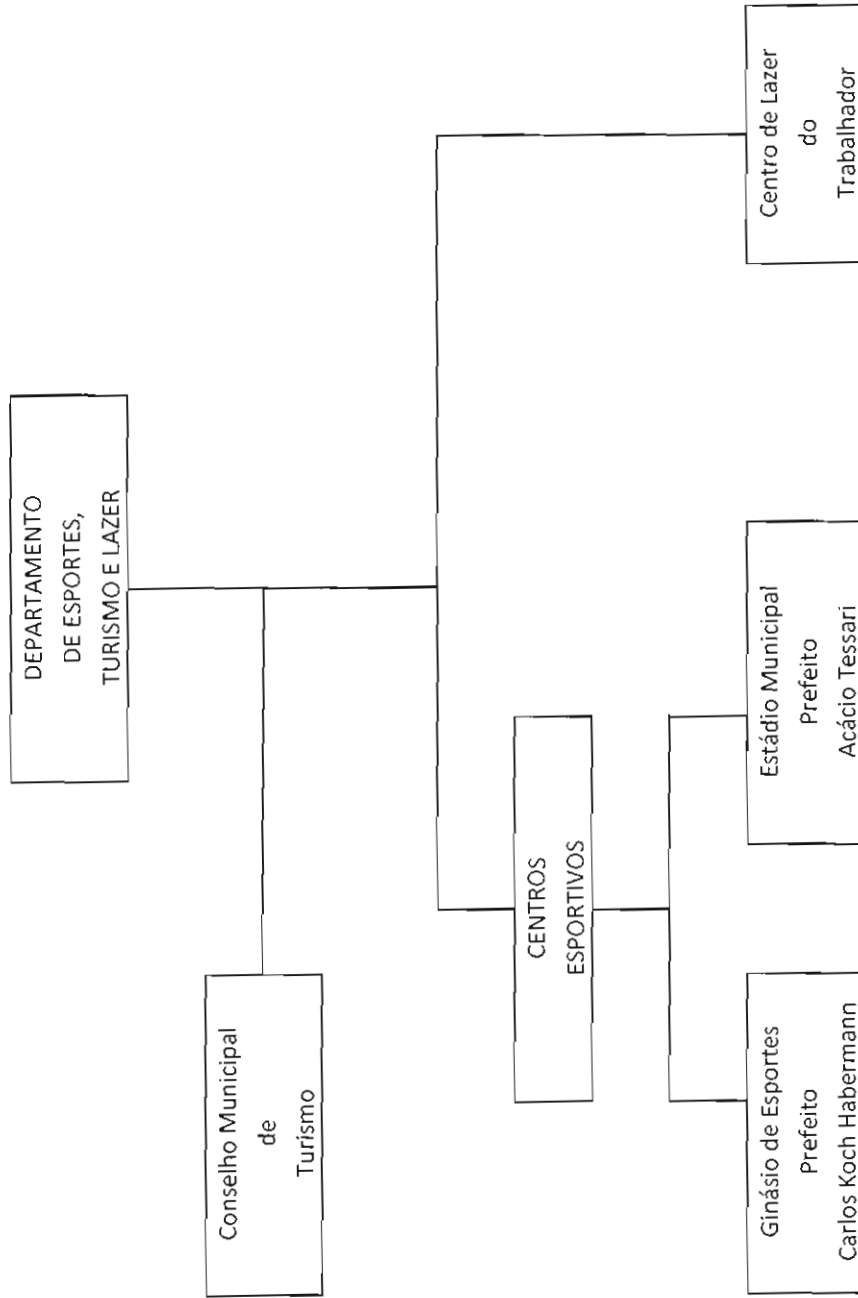 DEPARTAMENTO
DE ESPORTES,
TURISMO E LAZER
Conselho Municipal
de
Turismo
CENTROS
ESPORTIVOS
Ginásio de Esportes
Prefeito
Carlos Koch Habermann
Estádio Municipal
Prefeito
Acácio Tessari
Centro de Lazer
do
Trabalhador